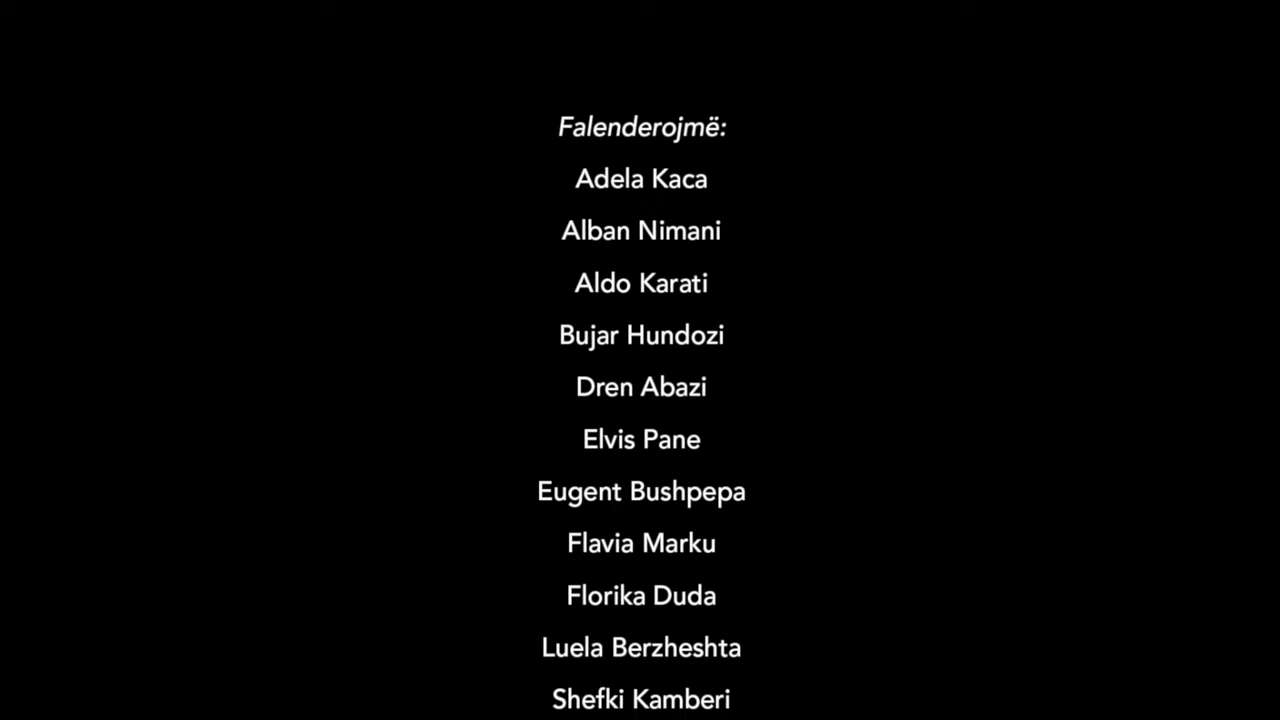 Falenderojmë:
Adela Kaca
Alban Nimani
Aldo Karati
Bujar Hundozi
Dren Abazi
Elvis Pane
Eugent Bushpepa
Flavia Marku
Florika Duda
Luela Berzheshta
Shefki Kamberi